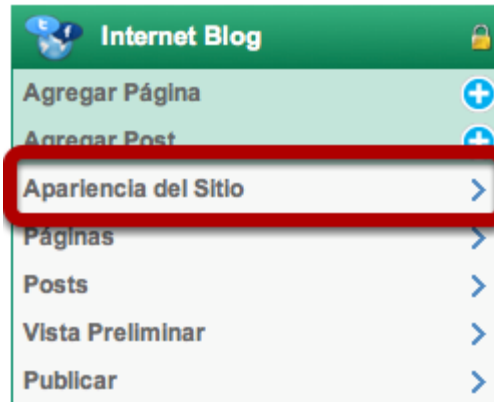 Internet Blog
Agregar Página
Agregar Post
Apariencia del Sitio
Páginas
Posts
Vista Preliminar
Publicar